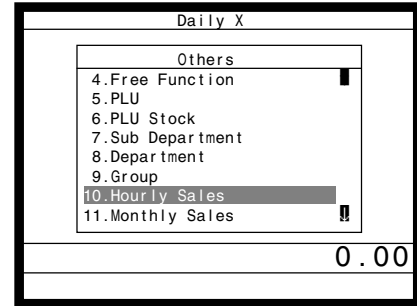 Daily X
Others
4.Free Function
5.PLU
6.PLU Stock
7.Sub Department
8.Department
9.Group
10.Hourly Sales
11.Monthly Sales
0.00